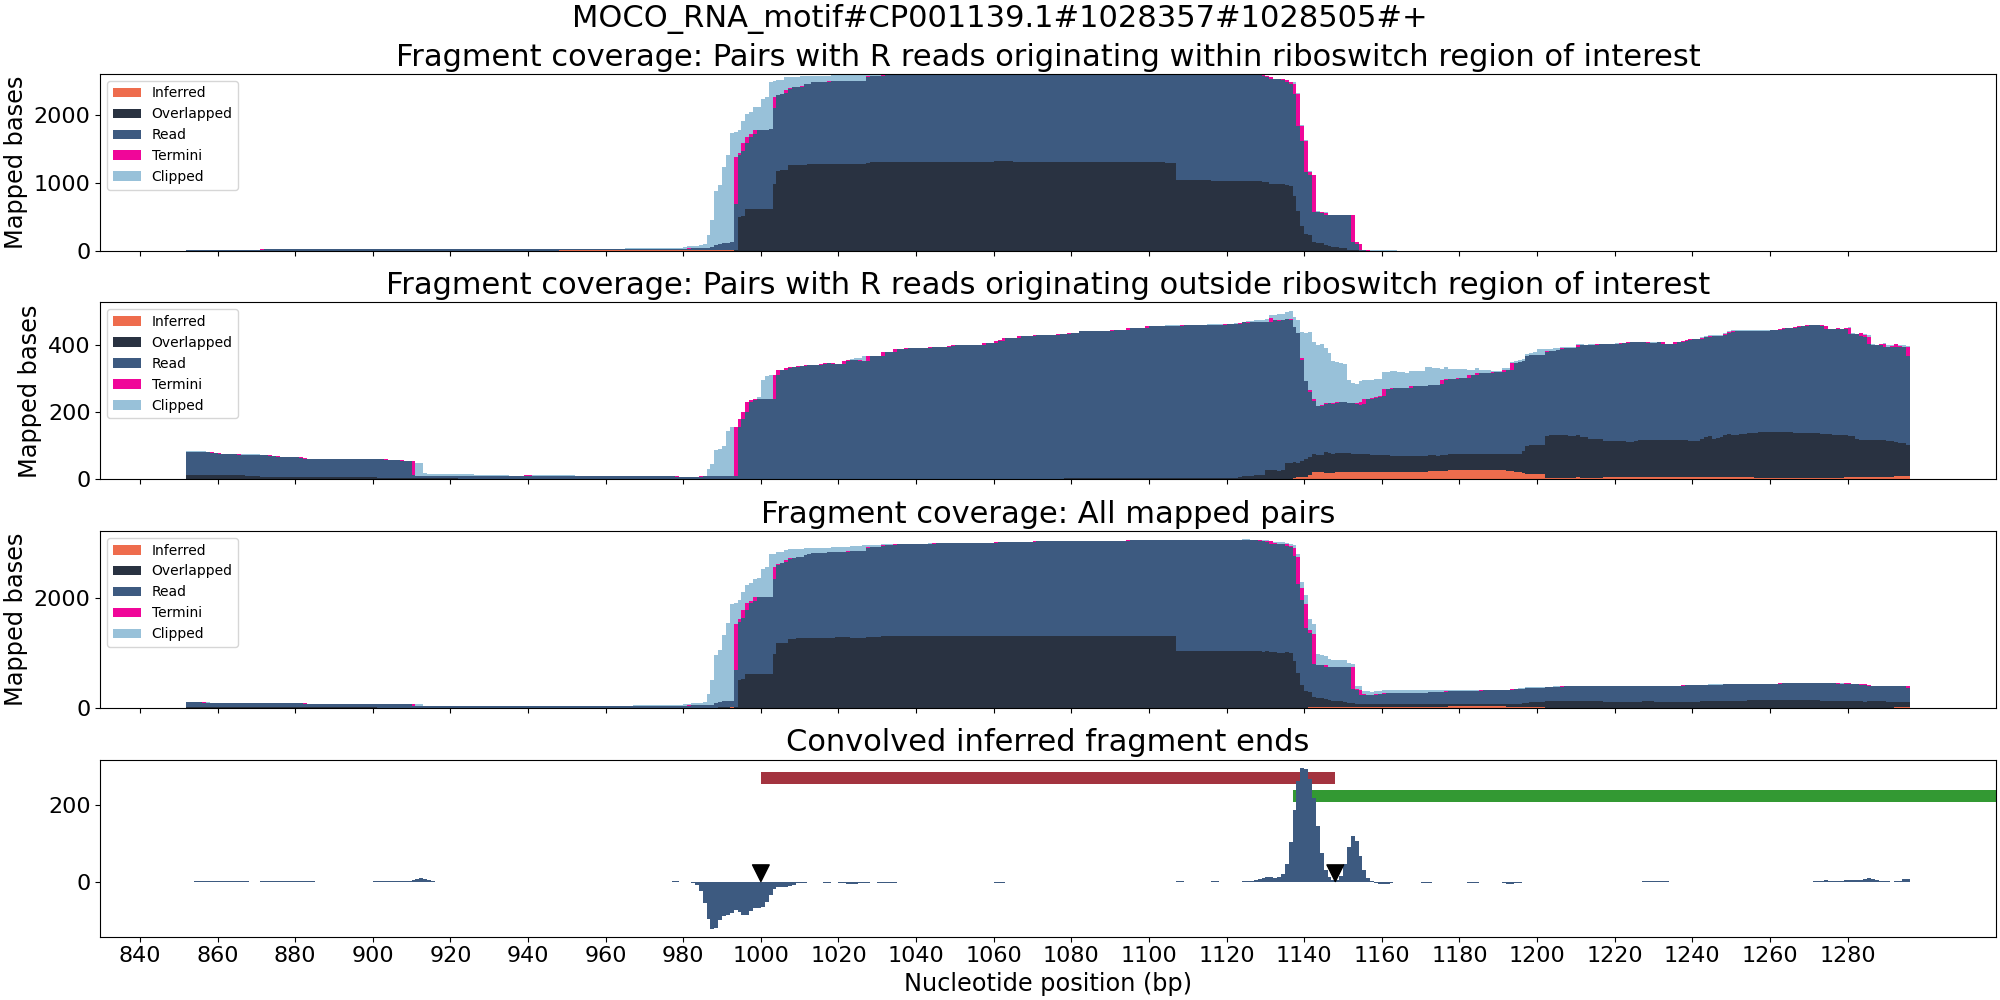 MOCO_RNA_motif#CP001139.1#1028357#1028505#+
Fragment coverage: Pairs with R reads originating within riboswitch region of interest
Mapped bases
2000
1000
0
Inferred
Overlapped
Read
Termini
Clipped
Fragment coverage: Pairs with R reads originating outside riboswitch region of interest
Mapped bases
400
200
0
Inferred
Overlapped
Read
Termini
Clipped
Fragment coverage: All mapped pairs
Mapped bases
2000
0
Inferred
Overlapped
Read
Termini
Clipped
Convolved inferred fragment ends
200
0
840 860 880 900 920 940 960 980 1000 1020 1040 1060 1080 1100 1120 1140 1160 1180 1200 1220 1240 1260 1280
Nucleotide position (bp)